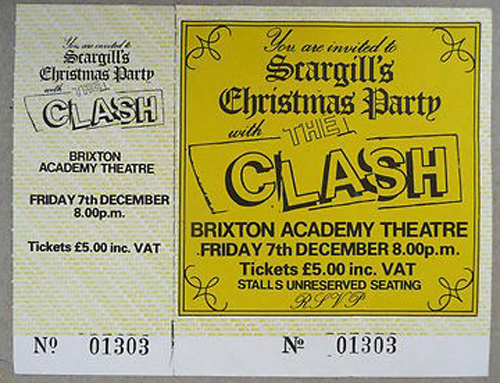 You are invited to
Scargill's
Christmas Party
with THE
CLASH
BRIXTON
ACADEMY THEATRE
FRIDAY 7th DECEMBER
8.00p.m.
Tickets £5.00 inc. VAT
Nº 01303
You are invited to
Scargill's
Christmas Party
with THE
CLASH
BRIXTON ACADEMY THEATRE
FRIDAY 7th DECEMBER 8.00p.m.
Tickets £5.00 inc. VAT
STALLS UNRESERVED SEATING
RSVP
Nº 01303